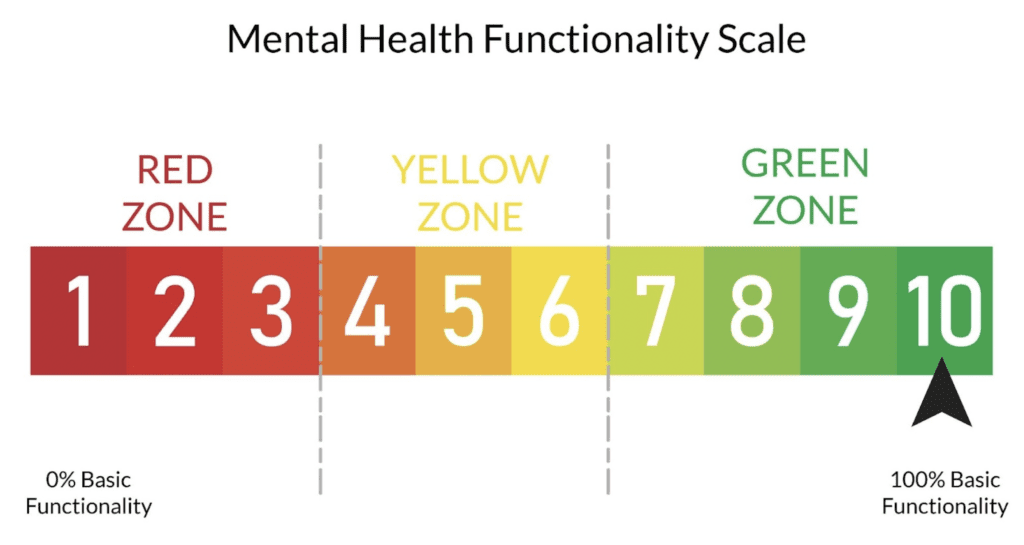 Mental Health Functionality Scale
RED
ZONE
YELLOW
ZONE
GREEN
ZONE
1 2 3 4 5 6 7 8 9 10
0% Basic
Functionality
100% Basic
Functionality